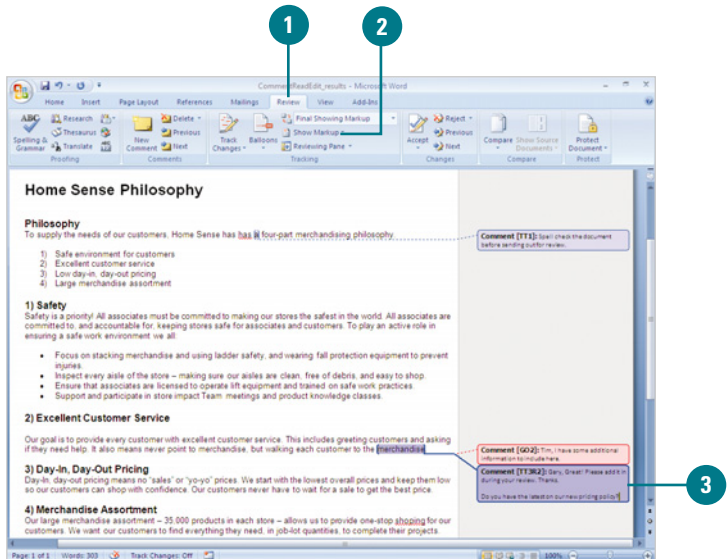 1
2
CommentReadEdit_results - Microsoft Word
Home Insert Page Layout References Mailings Review View Add-Ins
ABC
Spelling & Grammar
Research
Thesaurus
Translate
Proofing
New Comment
Delete
Previous
Next
Comments
Track Changes
Balloons
Final Showing Markup
Show Markup
Reviewing Pane
Tracking
Accept
Reject
Previous
Next
Changes
Compare
Show Source Documents
Compare
Protect Document
Protect
Home Sense Philosophy
Philosophy
To supply the needs of our customers, Home Sense has has a four-part merchandising philosophy.
1) Safe environment for customers
2) Excellent customer service
3) Low day-in, day-out pricing
4) Large merchandise assortment
1) Safety
Safety is a priority! All associates must be committed to making our stores the safest in the world. All associates are
committed to, and accountable for, keeping stores safe for associates and customers. To play an active role in
ensuring a safe work environment we all:
• Focus on stacking merchandise and using ladder safety, and wearing fall protection equipment to prevent
injuries.
• Inspect every aisle of the store – making sure our aisles are clean, free of debris, and easy to shop.
• Ensure that associates are licensed to operate lift equipment and trained on safe work practices.
• Support and participate in store impact Team meetings and product knowledge classes.
2) Excellent Customer Service
Our goal is to provide every customer with excellent customer service. This includes greeting customers and asking
if they need help. It also means never point to merchandise, but walking each customer to the merchandise.
3) Day-In, Day-Out Pricing
Day-In, day-out pricing means no "sales" or "yo-yo" prices. We start with the lowest overall prices and keep them low
so our customers can shop with confidence. Our customers never have to wait for a sale to get the best price.
4) Merchandise Assortment
Our large merchandise assortment – 35,000 products in each store – allows us to provide one-stop shoping for our
customers. We want our customers to find everything they need, in job-lot quantities, to complete their projects
Comment [TT1]: Spell check the document
before sending out for review.
Comment [GO2]: Tim, I have some additional
information to include here.
Comment [TT3R2]: Gary, Great! Please add it in
during your review. Thanks.
Do you have the latest on our new pricing policy?
3
Page: 1 of 1 Words: 303 Track Changes: Off 100%